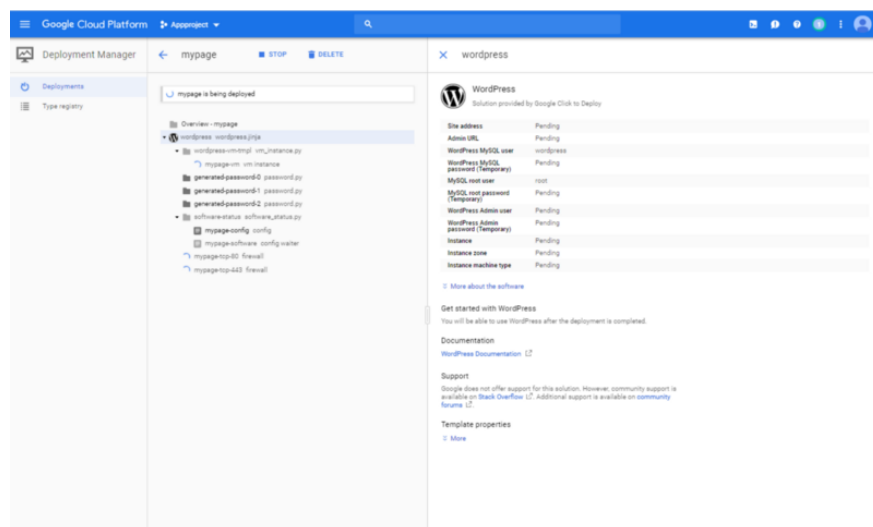 Google Cloud Platform
Appproject
Deployment Manager
mypage
STOP
DELETE
wordpress
Deployments
Type registry
mypage is being deployed
Overview - mypage
wordpress wordpress.jinja
wordpress-vm-tmpl vm_instance.py
mypage-vm vm instance
generated-password-0 password.py
generated-password-1 password.py
generated-password-2 password.py
software-status software_status.py
mypage-config config
mypage-software config waiter
mypage-tcp-80 firewall
mypage-tcp-443 firewall
WordPress
Solution provided by Google Click to Deploy
Site address Pending
Admin URL Pending
WordPress MySQL user wordpress
WordPress MySQL Pending
password (Temporary)
MySQL root user root
MySQL root password Pending
(Temporary)
WordPress Admin user Pending
WordPress Admin Pending
password (Temporary)
Instance Pending
Instance zone Pending
Instance machine type Pending
More about the software
Get started with WordPress
You will be able to use WordPress after the deployment is completed.
Documentation
WordPress Documentation
Support
Google does not offer support for this solution. However, community support is
available on Stack Overflow. Additional support is available on community
forums.
Template properties
More